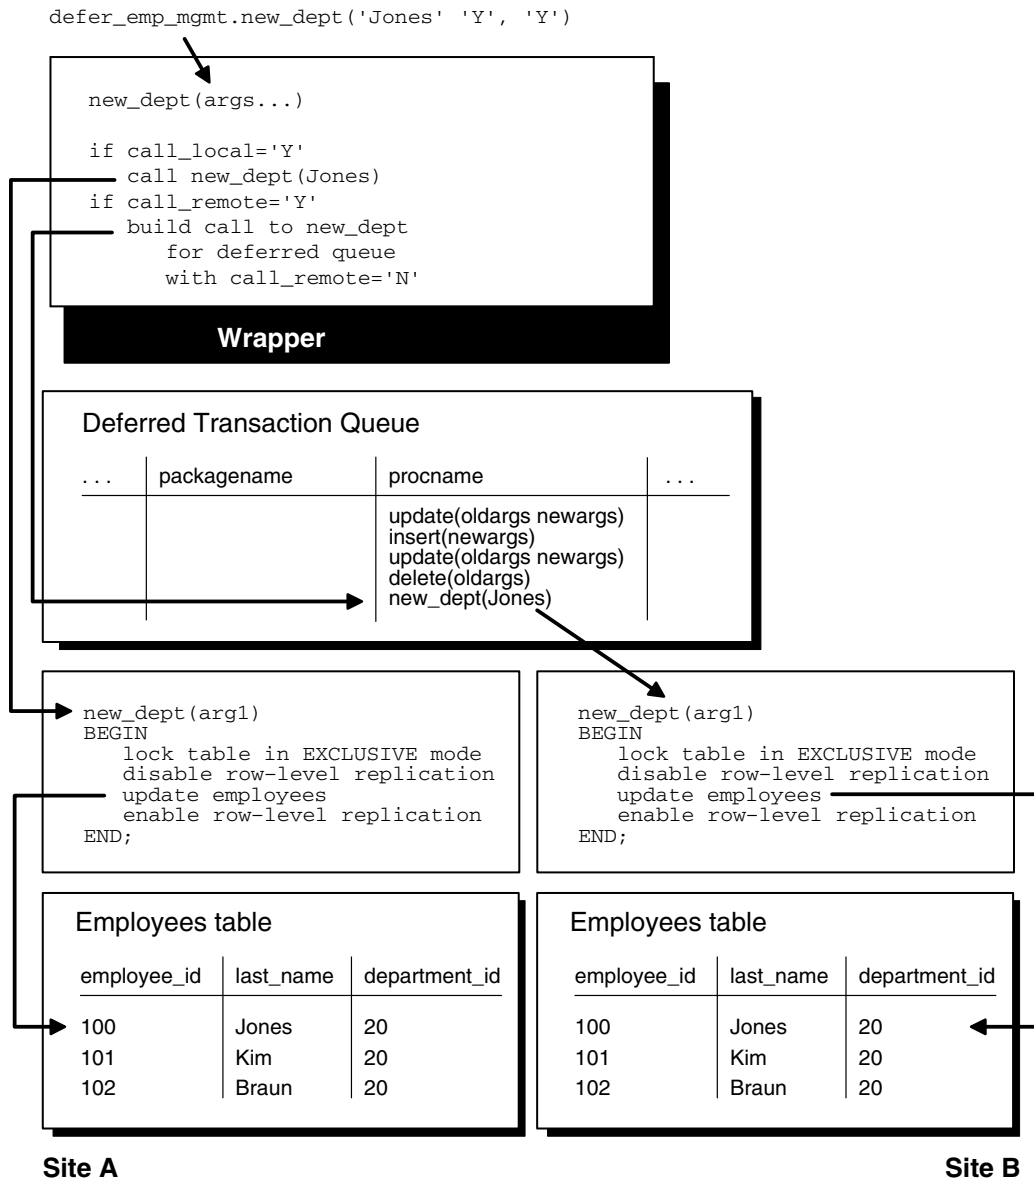 defer_emp_mgmt.new_dept('Jones' 'Y', 'Y')
new_dept(args...)
if call_local='Y'
call new_dept(Jones)
if call_remote='Y'
build call to new_dept
for deferred queue
with call_remote='N'
Wrapper
Deferred Transaction Queue
... packagename procname ...
update(oldargs newargs)
insert(newargs)
update(oldargs newargs)
delete(oldargs)
new_dept(Jones)
new_dept(arg1)
BEGIN
lock table in EXCLUSIVE mode
disable row-level replication
update employees
enable row-level replication
END;
new_dept(arg1)
BEGIN
lock table in EXCLUSIVE mode
disable row-level replication
update employees
enable row-level replication
END;
Employees table
employee_id last_name department_id
100 Jones 20
101 Kim 20
102 Braun 20
Employees table
employee_id last_name department_id
100 Jones 20
101 Kim 20
102 Braun 20
Site A
Site B